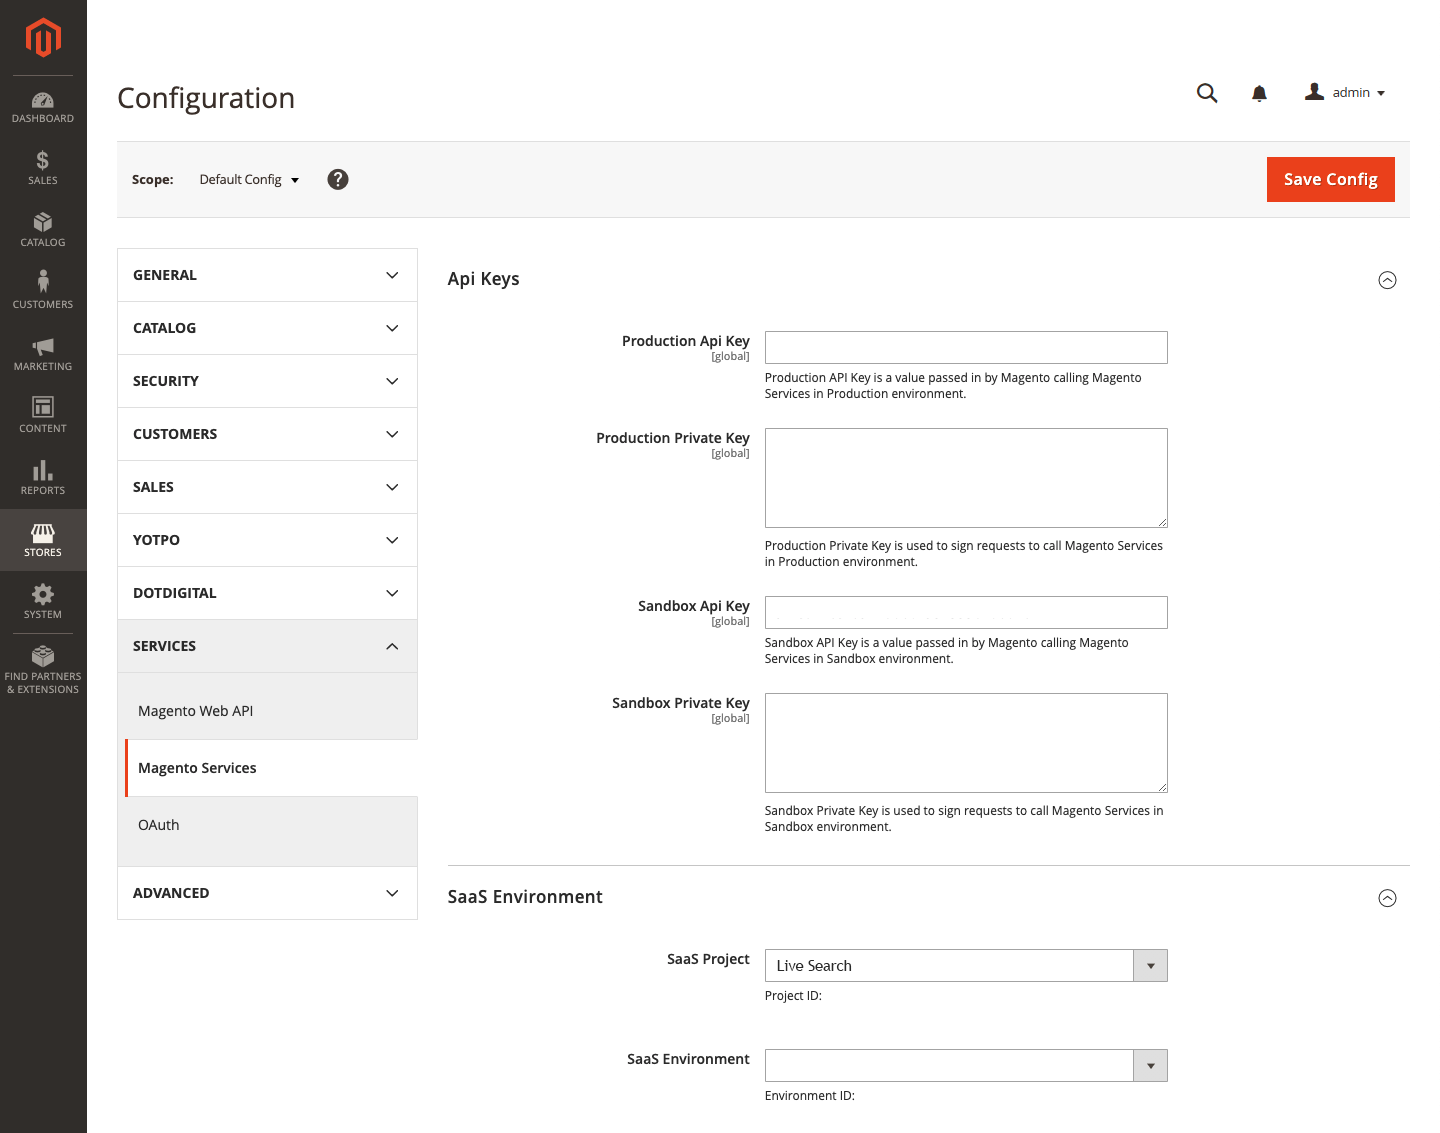 DASHBOARD
SALES
CATALOG
CUSTOMERS
MARKETING
CONTENT
REPORTS
STORES
SYSTEM
FIND PARTNERS
& EXTENSIONS
Configuration
admin
Scope:
Default Config
Save Config
GENERAL
CATALOG
SECURITY
CUSTOMERS
SALES
YOTPO
DOTDIGITAL
SERVICES
Magento Web API
Magento Services
OAuth
ADVANCED
Api Keys
Production Api Key
[global]
Production API Key is a value passed in by Magento calling Magento
Services in Production environment.
Production Private Key
[global]
Production Private Key is used to sign requests to call Magento Services
in Production environment.
Sandbox Api Key
[global]
Sandbox API Key is a value passed in by Magento calling Magento
Services in Sandbox environment.
Sandbox Private Key
[global]
Sandbox Private Key is used to sign requests to call Magento Services in
Sandbox environment.
SaaS Environment
SaaS Project
Live Search
Project ID:
SaaS Environment
Environment ID: